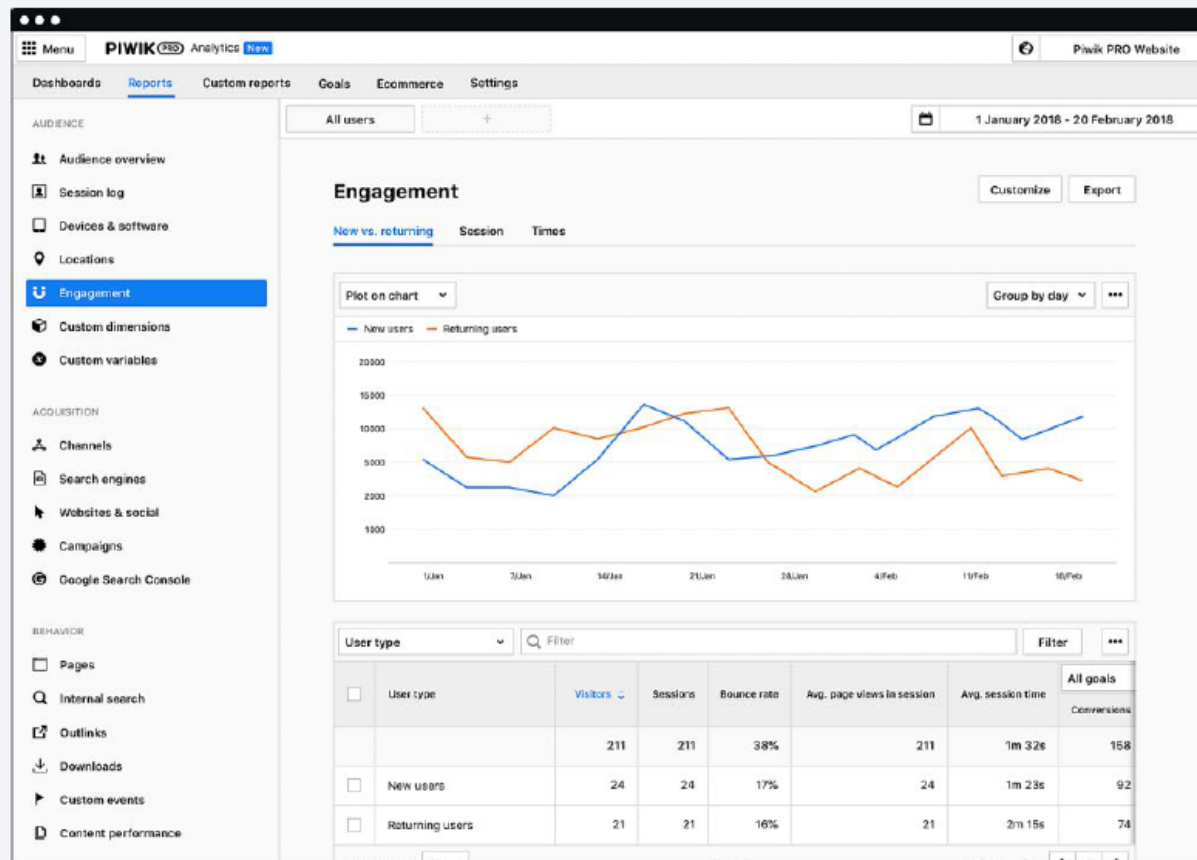 Menu PIWIK PRO Analytics New Piwik PRO Website
Dashboards Reports Custom reports Goals Ecommerce Settings
AUDIENCE
Audience overview
Session log
Devices & software
Locations
Engagement
Custom dimensions
Custom variables
ACQUISITION
Channels
Search engines
Websites & social
Campaigns
Google Search Console
BEHAVIOR
Pages
Internal search
Outlinks
Downloads
Custom events
Content performance
All users + 1 January 2018 - 20 February 2018
Engagement Customize Export
New vs. returning Session Times
Plot on chart Group by day
New users Returning users
20000
15000
10000
5000
2000
1000
1/Jan 7/Jan 14/Jan 21/Jan 28/Jan 4/Feb 11/Feb 18/Feb
User type Filter Filter
All goals
User type Visitors Sessions Bounce rate Avg. page views in session Avg. session time
Conversions
211 211 38% 211 1m 32s 158
New users 24 24 17% 24 1m 23s 92
Returning users 21 21 16% 21 2m 15s 74